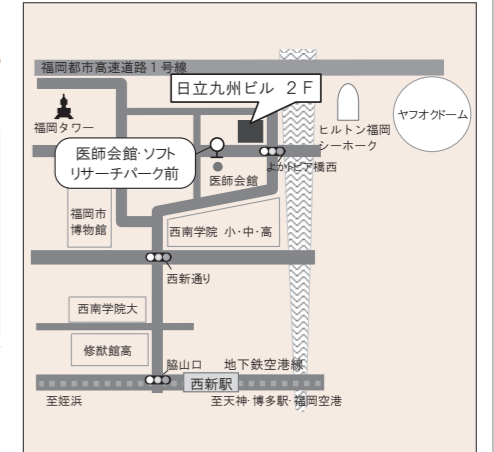 福岡都市高速道路1号線
日立九州ビル 2F
福岡タワー
ヒルトン福岡
シーホーク
ヤフオクドーム
医師会館・ソフト
リサーチパーク前
よかトピア橋西
医師会館
福岡市
博物館
西南学院 小・中・高
西新通り
西南学院大
修猷館高
脇山口
地下鉄空港線
西新駅
至姪浜
至天神・博多駅・福岡空港